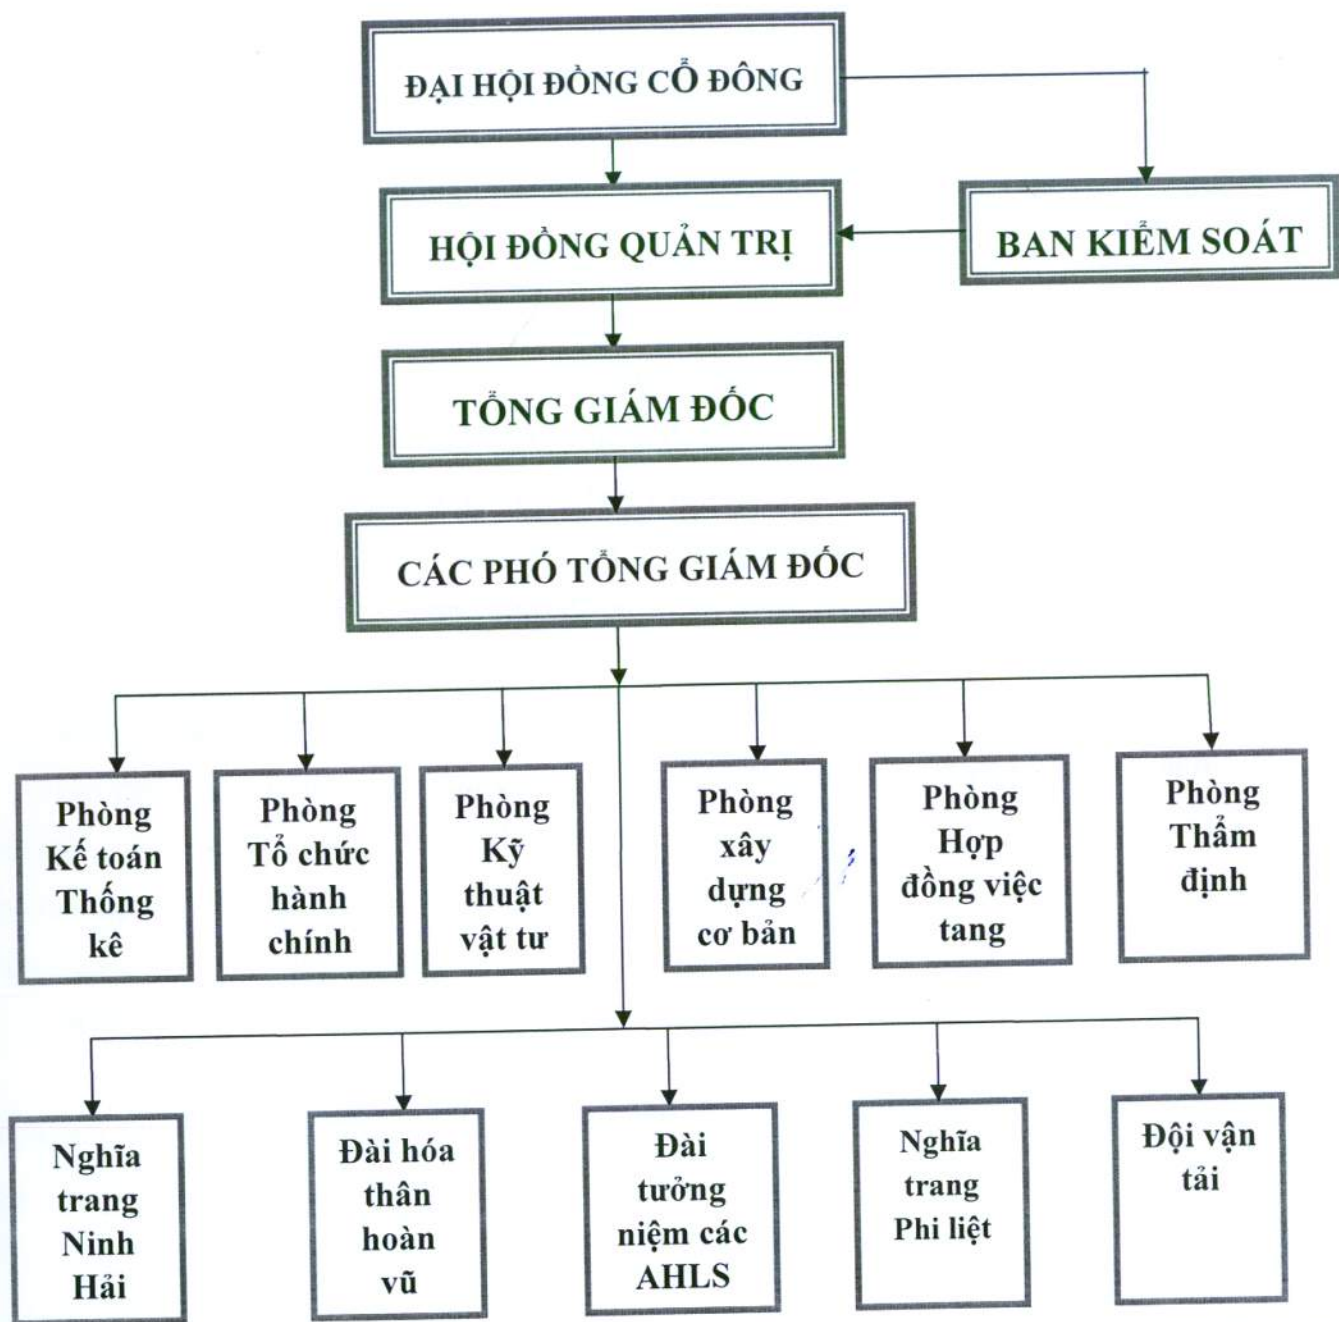 ĐẠI HỘI ĐỒNG CỔ ĐÔNG
HỘI ĐỒNG QUẢN TRỊ
BAN KIỂM SOÁT
TỔNG GIÁM ĐỐC
CÁC PHÓ TỔNG GIÁM ĐỐC
Phòng
Kế toán
Thống
kê
Phòng
Tổ chức
hành
chính
Phòng
Kỹ
thuật
vật tư
Phòng
xây
dựng
cơ bản
Phòng
Hợp
đồng việc
tang
Phòng
Thẩm
định
Nghĩa
trang
Ninh
Hải
Đài hóa
thân
hoàn
vũ
Đài
tưởng
niệm các
AHLS
Nghĩa
trang
Phi liệt
Đội vận
tải